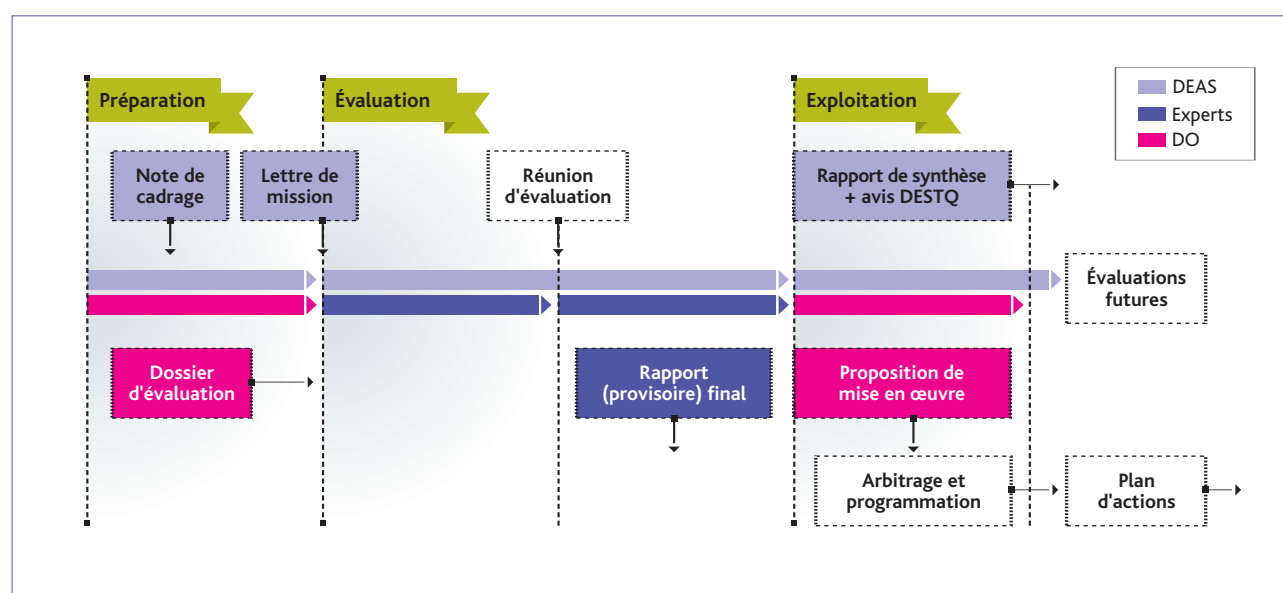 Préparation
Évaluation
Exploitation
DEAS
Experts
DO
Note de
cadrage
Lettre de
mission
Réunion
d'évaluation
Rapport de synthèse
+ avis DESTQ
Évaluations
futures
Dossier
d'évaluation
Rapport
(provisoire) final
Proposition de
mise en œuvre
Arbitrage et
programmation
Plan
d'actions